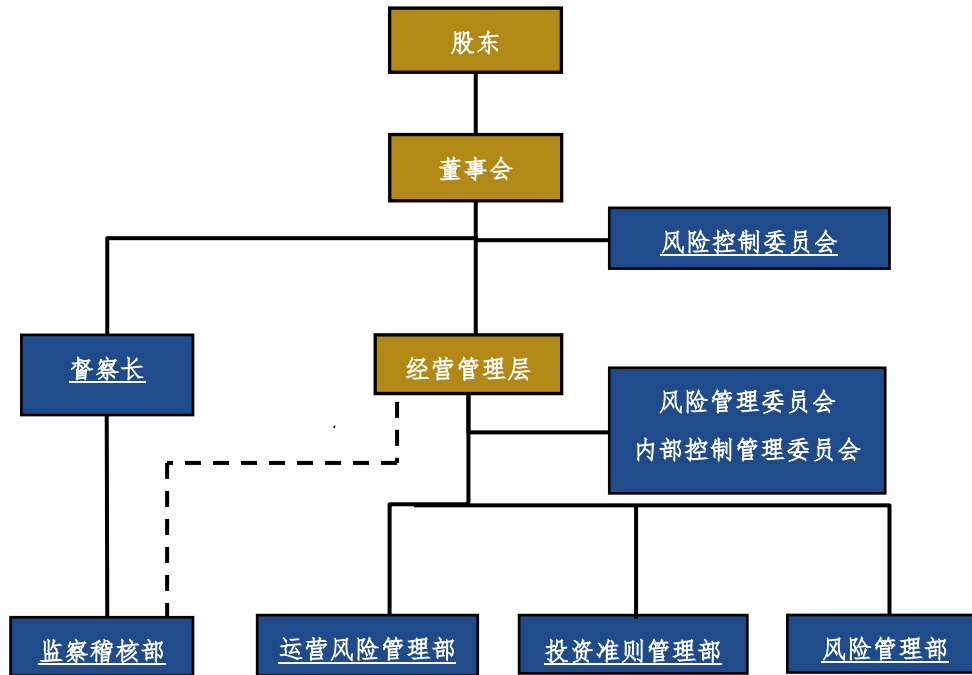 股东
董事会
风险控制委员会
督察长
经营管理层
风险管理委员会
内部控制管理委员会
监察稽核部
运营风险管理部
投资准则管理部
风险管理部